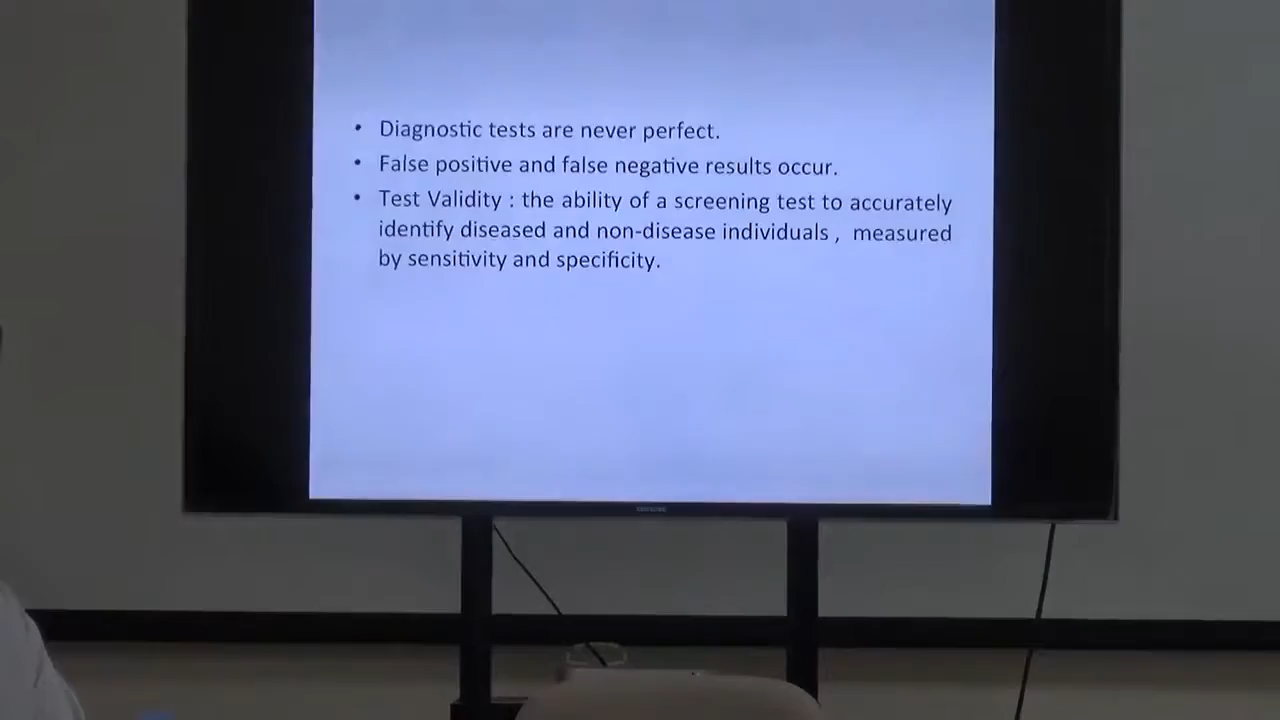 • Diagnostic tests are never perfect.
• False positive and false negative results occur.
• Test Validity : the ability of a screening test to accurately
identify diseased and non-disease individuals , measured
by sensitivity and specificity.
SAMSUNG